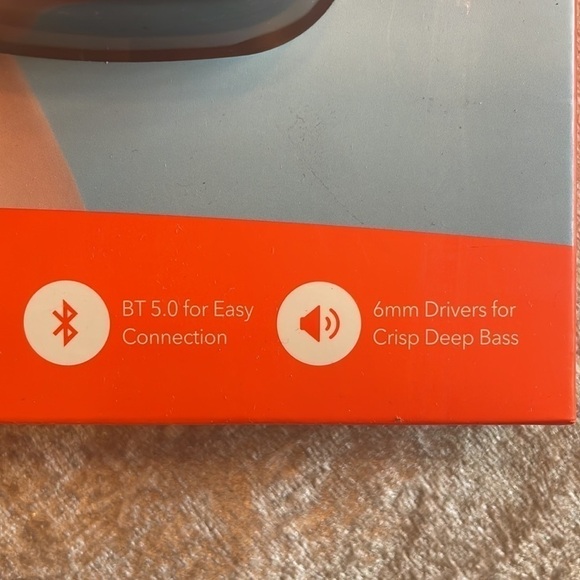 BT 5.0 for Easy
Connection
6mm Drivers for
Crisp Deep Bass